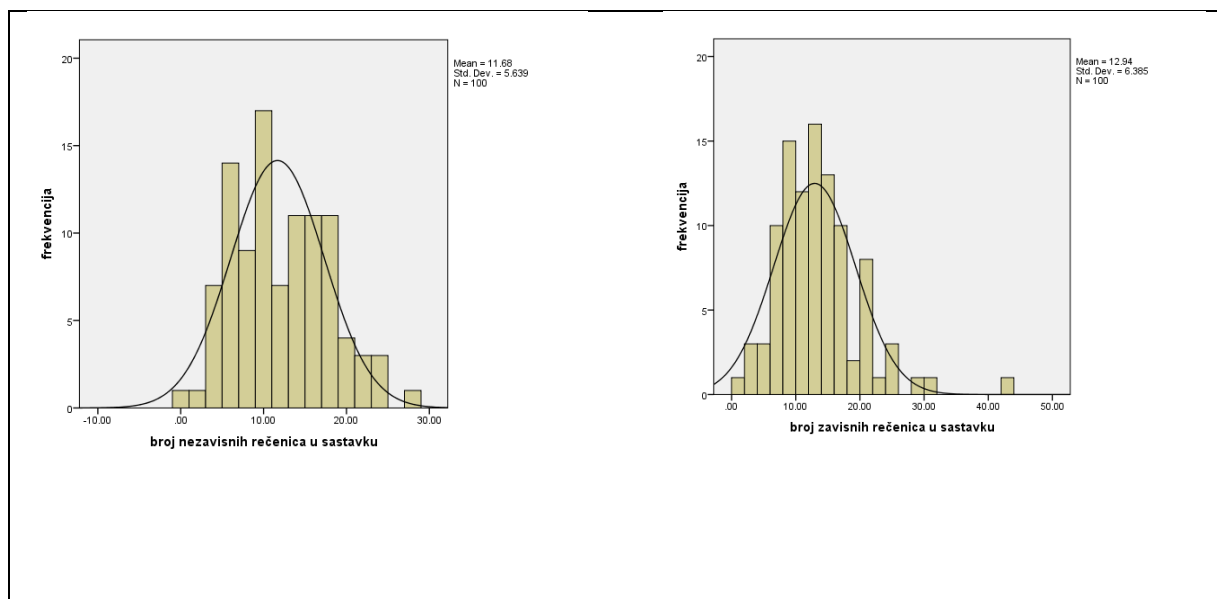 20
15
10
5
0
frekvencija
-10.00
.00
10.00
20.00
30.00
broj nezavisnih rečenica u sastavku
Mean = 11.68
Std. Dev. = 5.639
N = 100
20
15
10
5
0
frekvencija
.00
10.00
20.00
30.00
40.00
50.00
broj zavisnih rečenica u sastavku
Mean = 12.94
Std. Dev. = 6.385
N = 100